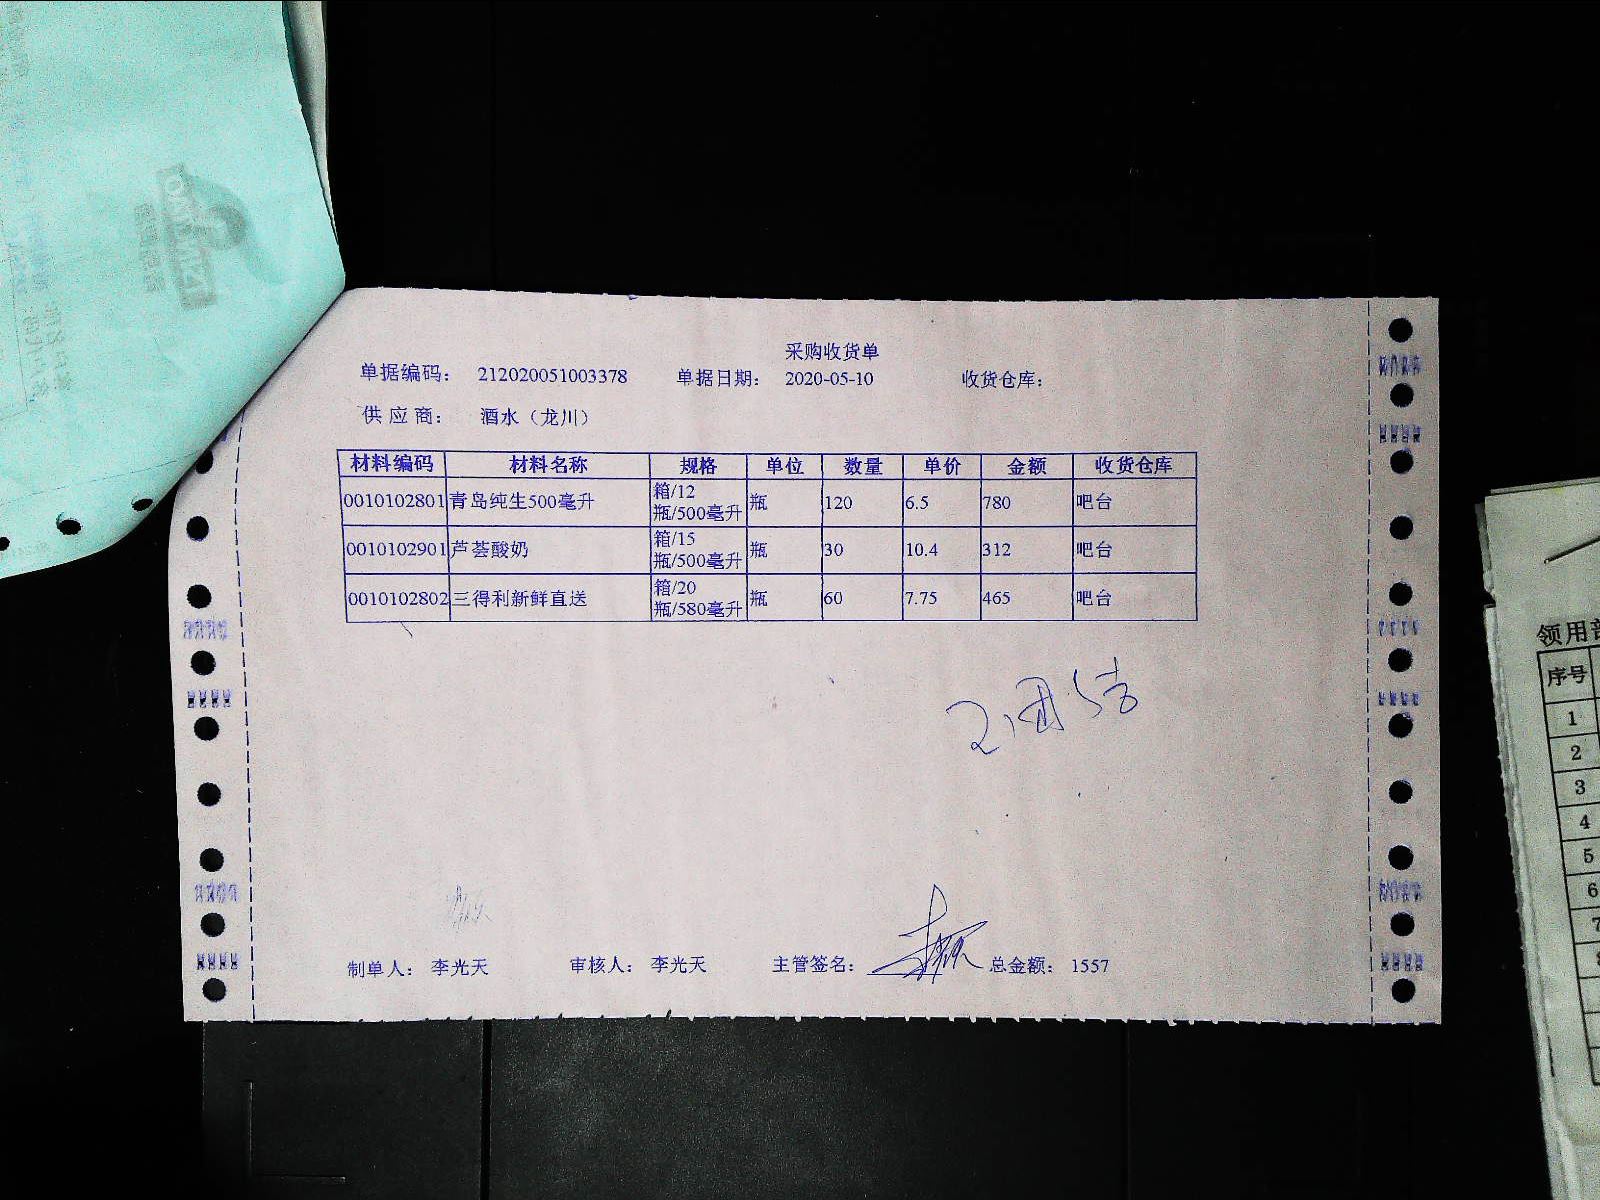 采购收货单
单据编码： 212020051003378 单据日期： 2020-05-10 收货仓库：
供应商： 酒水（龙川）
材料编码 材料名称 规格 单位 数量 单价 金额 收货仓库
0010102801 青岛纯生500毫升 箱/12瓶/500毫升 瓶 120 6.5 780 吧台
0010102901 芦荟酸奶 箱/15瓶/500毫升 瓶 30 10.4 312 吧台
0010102802 三得利新鲜直送 箱/20瓶/580毫升 瓶 60 7.75 465 吧台
制单人： 李光天 审核人： 李光天 主管签名： 总金额： 1557
领用
序号
1
2
3
4
5
6
7